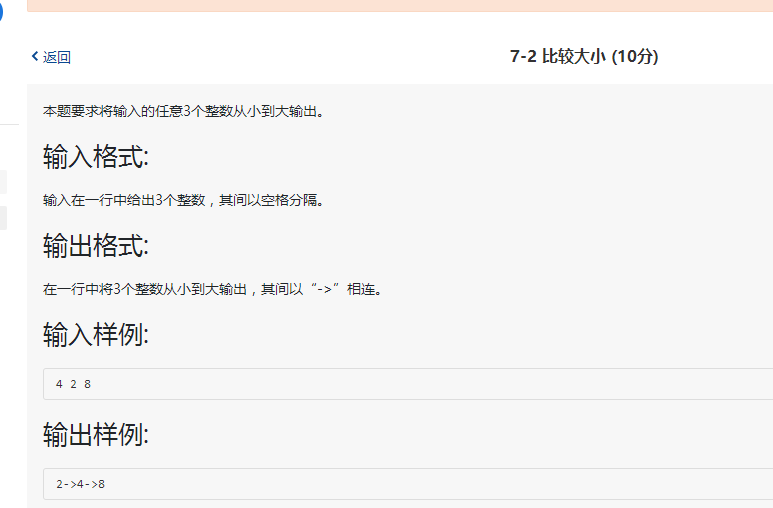 返回
7-2 比较大小 (10分)
本题要求将输入的任意3个整数从小到大输出。
输入格式:
输入在一行中给出3个整数，其间以空格分隔。
输出格式:
在一行中将3个整数从小到大输出，其间以“->”相连。
输入样例:
4 2 8
输出样例:
2->4->8